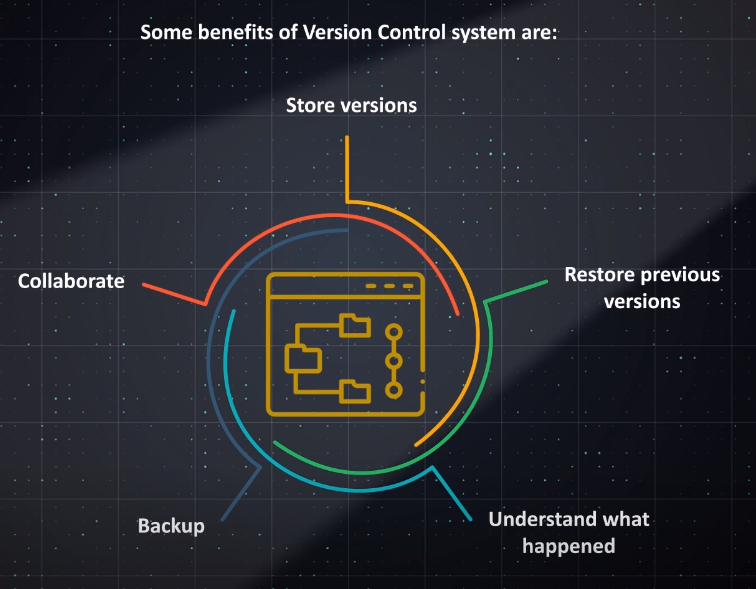 Some benefits of Version Control system are:
Store versions
Collaborate
Restore previous
versions
Backup
Understand what
happened